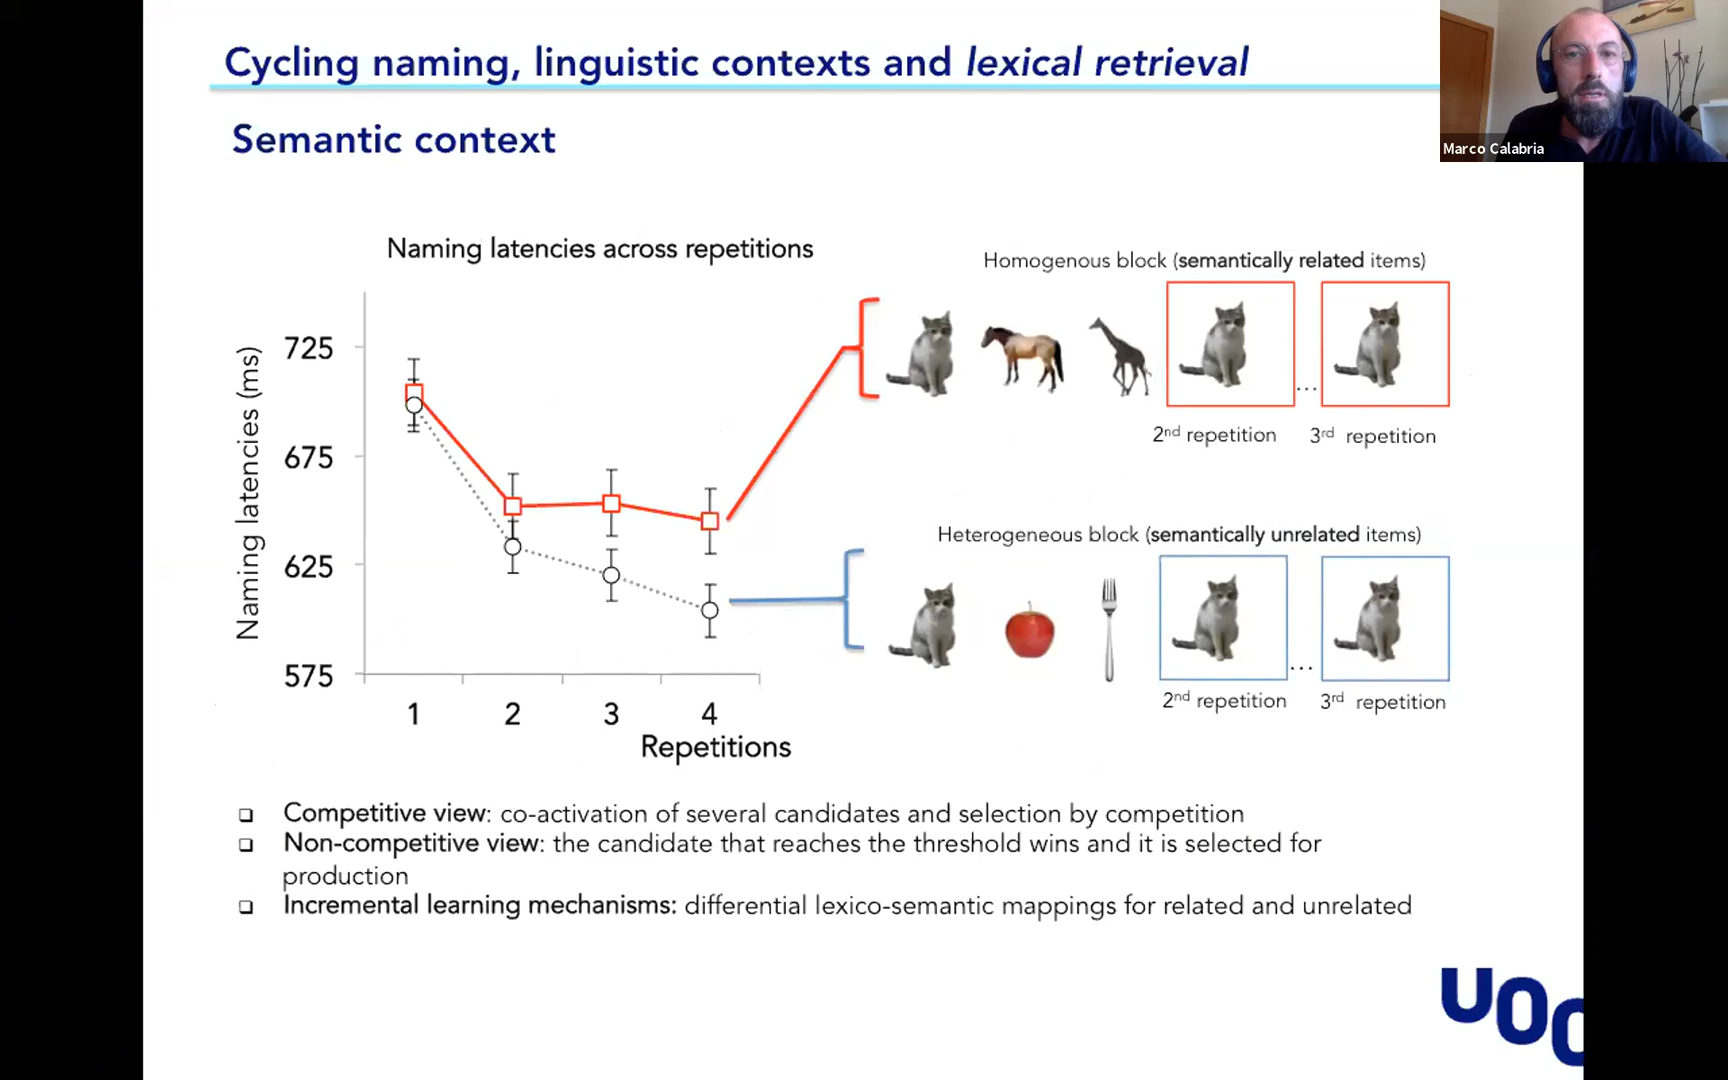 Cycling naming, linguistic contexts and lexical retrieval
Marco Calabria
Semantic context
Naming latencies across repetitions
Naming latencies (ms)
725
675
625
575
1 2 3 4
Repetitions
Homogenous block (semantically related items)
...
2nd repetition 3rd repetition
Heterogeneous block (semantically unrelated items)
...
2nd repetition 3rd repetition
❑ Competitive view: co-activation of several candidates and selection by competition
❑ Non-competitive view: the candidate that reaches the threshold wins and it is selected for
production
❑ Incremental learning mechanisms: differential lexico-semantic mappings for related and unrelated
UOC